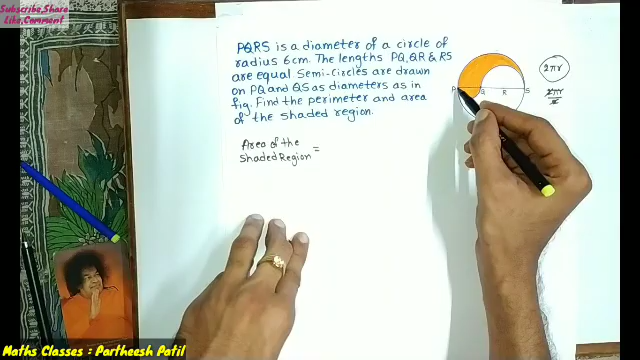 Subscribe,Share
Like,Comment
PQRS is a diameter of a circle of
radius 6cm. The lengths PQ,QR & RS
are equal Semi-Circles are drawn
on PQ and QS as diameters as in
fig. Find the perimeter and area
of the shaded region.
Area of the
Shaded Region =
P Q R S
2πr
2πr
2
Maths Classes : Partheesh Patil